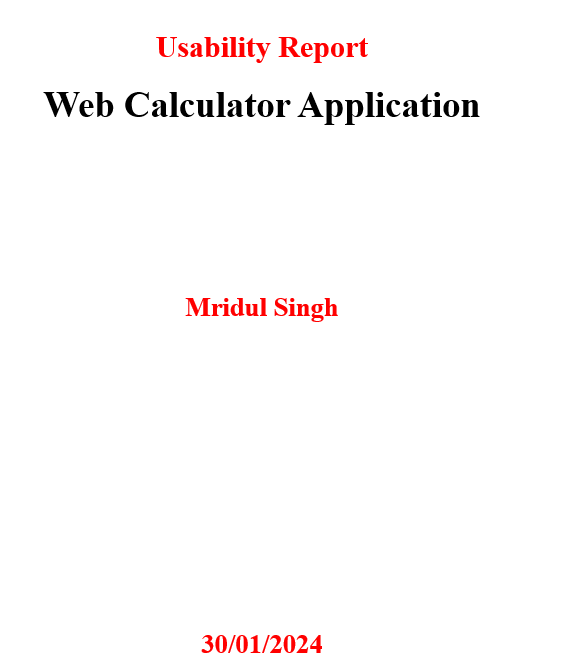 Usability Report
Web Calculator Application
Mridul Singh
30/01/2024